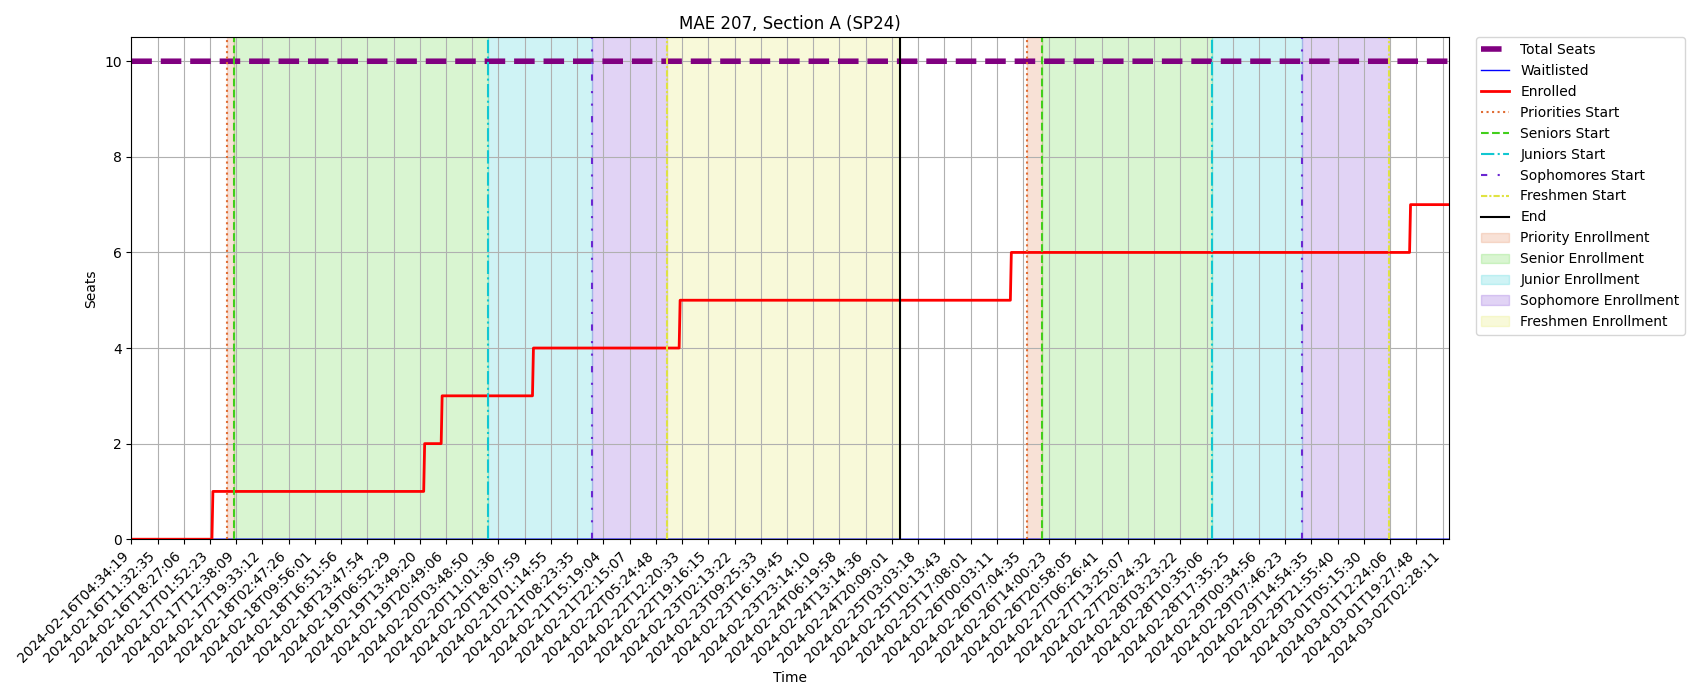 MAE 207, Section A (SP24)
Seats
10
8
6
4
2
0
2024-02-16T04:34:19
2024-02-16T11:32:35
2024-02-16T18:27:06
2024-02-17T01:52:23
2024-02-17T12:38:09
2024-02-17T19:33:12
2024-02-18T02:47:26
2024-02-18T09:56:01
2024-02-18T16:51:56
2024-02-18T23:47:54
2024-02-19T06:52:29
2024-02-19T13:49:20
2024-02-19T20:49:06
2024-02-20T03:48:50
2024-02-20T11:01:36
2024-02-20T18:07:59
2024-02-21T01:14:55
2024-02-21T08:23:35
2024-02-21T15:19:04
2024-02-21T22:15:07
2024-02-22T05:24:48
2024-02-22T12:20:33
2024-02-22T19:16:15
2024-02-23T02:13:22
2024-02-23T09:25:33
2024-02-23T16:19:45
2024-02-23T23:14:10
2024-02-24T06:19:58
2024-02-24T13:14:36
2024-02-24T20:09:01
2024-02-25T03:03:18
2024-02-25T10:13:43
2024-02-25T17:08:01
2024-02-26T00:03:11
2024-02-26T07:04:35
2024-02-26T14:00:23
2024-02-26T20:58:05
2024-02-27T06:26:41
2024-02-27T13:25:07
2024-02-27T20:24:32
2024-02-28T03:23:22
2024-02-28T10:35:06
2024-02-28T17:35:25
2024-02-29T00:34:56
2024-02-29T07:46:23
2024-02-29T14:54:35
2024-02-29T21:55:40
2024-03-01T05:15:30
2024-03-01T12:24:06
2024-03-01T19:27:48
2024-03-02T02:28:11
Time
Total Seats
Waitlisted
Enrolled
Priorities Start
Seniors Start
Juniors Start
Sophomores Start
Freshmen Start
End
Priority Enrollment
Senior Enrollment
Junior Enrollment
Sophomore Enrollment
Freshmen Enrollment